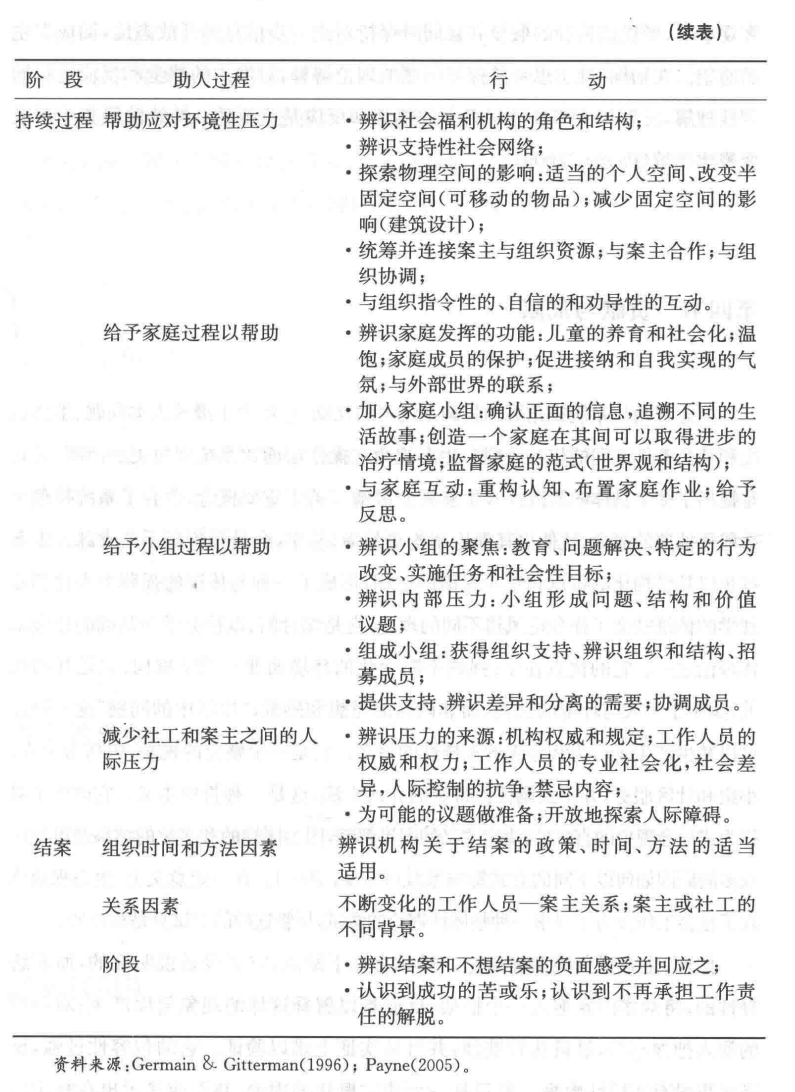 (续表)
阶 段 助人过程 行 动
持续过程 帮助应对环境性压力 ·辨识社会福利机构的角色和结构；
·辨识支持性社会网络；
·探索物理空间的影响：适当的个人空间、改变半
固定空间(可移动的物品)；减少固定空间的影
响(建筑设计)；
·统筹并连接案主与组织资源；与案主合作；与组
织协调；
·与组织指令性的、自信的和劝导性的互动。
给予家庭过程以帮助 ·辨识家庭发挥的功能：儿童的养育和社会化；温
饱；家庭成员的保护；促进接纳和自我实现的气
氛；与外部世界的联系；
·加入家庭小组：确认正面的信息，追溯不同的生
活故事；创造一个家庭在其间可以取得进步的
治疗情境；监督家庭的范式(世界观和结构)；
·与家庭互动：重构认知、布置家庭作业；给予
反思。
给予小组过程以帮助 ·辨识小组的聚焦：教育、问题解决、特定的行为
改变、实施任务和社会性目标；
·辨识内部压力：小组形成问题、结构和价值
议题；
·组成小组：获得组织支持、辨识组织和结构、招
募成员；
·提供支持、辨识差异和分离的需要；协调成员。
减少社工和案主之间的人 ·辨识压力的来源：机构权威和规定；工作人员的
际压力 权威和权力；工作人员的专业社会化，社会差
异，人际控制的抗争；禁忌内容；
·为可能的议题做准备；开放地探索人际障碍。
结案 组织时间和方法因素 辨识机构关于结案的政策、时间、方法的适当
适用。
关系因素 不断变化的工作人员—案主关系；案主或社工的
不同背景。
阶段 ·辨识结案和不想结案的负面感受并回应之；
·认识到成功的苦或乐；认识到不再承担工作责
任的解脱。
资料来源：Germain & Gitterman(1996)；Payne(2005)。